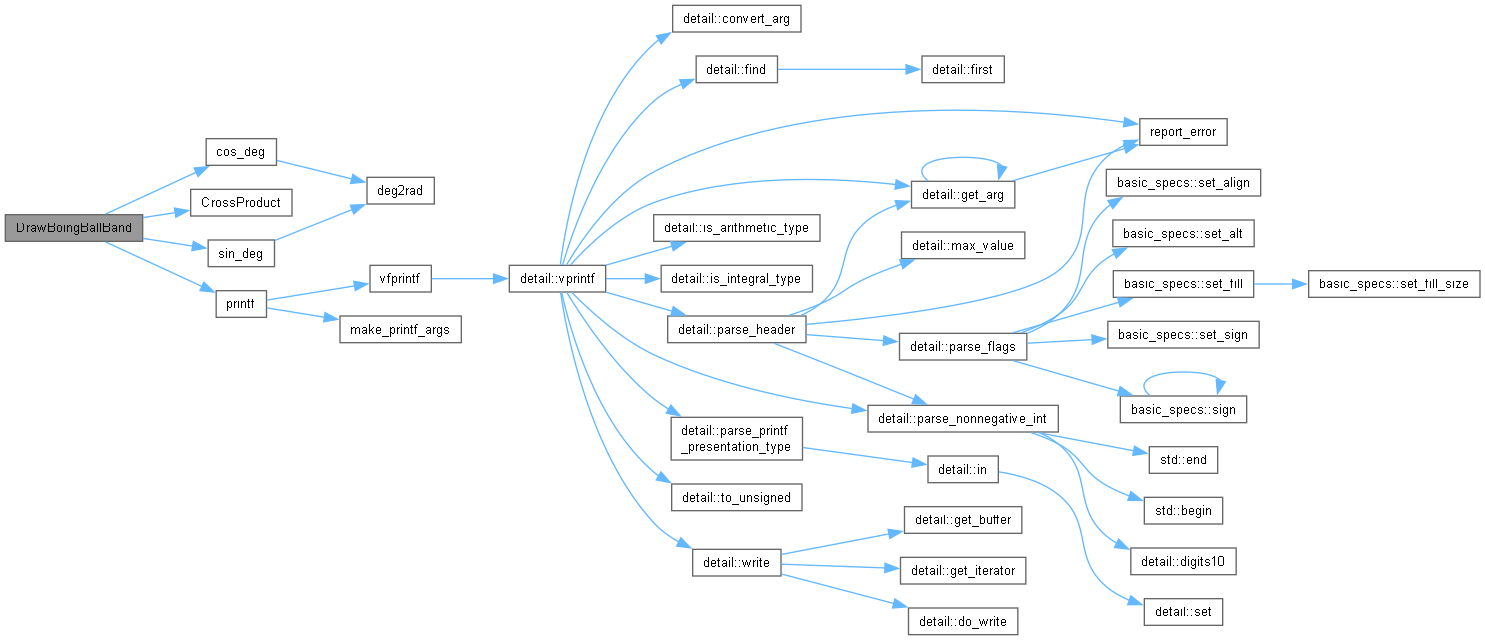 DrawBoingBallBand
cos_deg
CrossProduct
sin_deg
printf
deg2rad
vfprintf
make_printf_args
detail::vprintf
detail::convert_arg
detail::find
detail::is_arithmetic_type
detail::is_integral_type
detail::parse_header
detail::parse_printf
_presentation_type
detail::to_unsigned
detail::write
detail::first
detail::get_arg
detail::max_value
detail::parse_flags
detail::parse_nonnegative_int
detail::in
detail::get_buffer
detail::get_iterator
detail::do_write
report_error
basic_specs::set_align
basic_specs::set_alt
basic_specs::set_fill
basic_specs::set_sign
basic_specs::sign
std::end
std::begin
detail::digits10
detail::set
basic_specs::set_fill_size